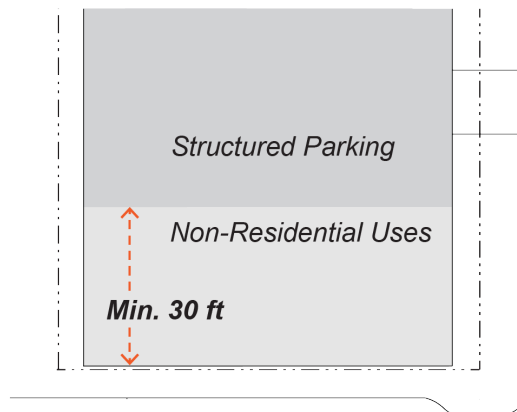 Structured Parking
Non-Residential Uses
Min. 30 ft